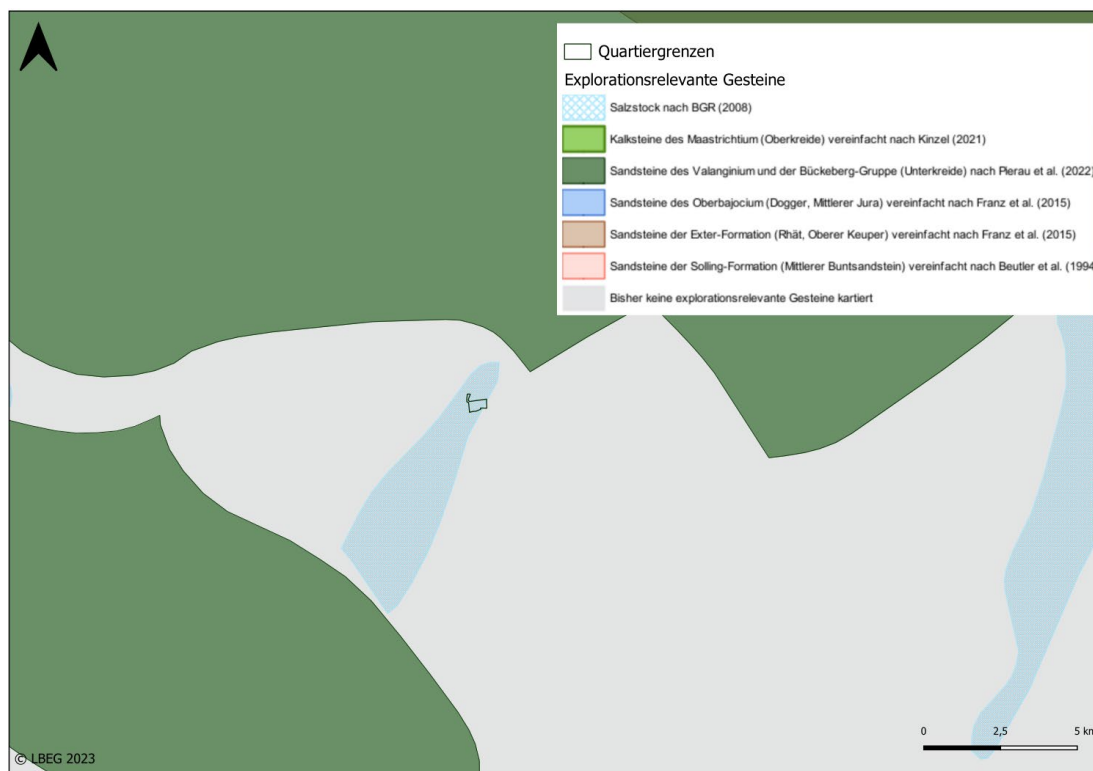 Quartiergrenzen
Explorationsrelevante Gesteine
Salzstock nach BGR (2008)
Kalksteine des Maastrichtium (Oberkreide) vereinfacht nach Kinzel (2021)
Sandsteine des Valanginium und der Bückeberg-Gruppe (Unterkreide) nach Pierau et al. (2022)
Sandsteine des Oberbajocium (Dogger, Mittlerer Jura) vereinfacht nach Franz et al. (2015)
Sandsteine der Exter-Formation (Rhät, Oberer Keuper) vereinfacht nach Franz et al. (2015)
Sandsteine der Solling-Formation (Mittlerer Buntsandstein) vereinfacht nach Beutler et al. (1994
Bisher keine explorationsrelevante Gesteine kartiert
0 2,5 5 km
© LBEG 2023